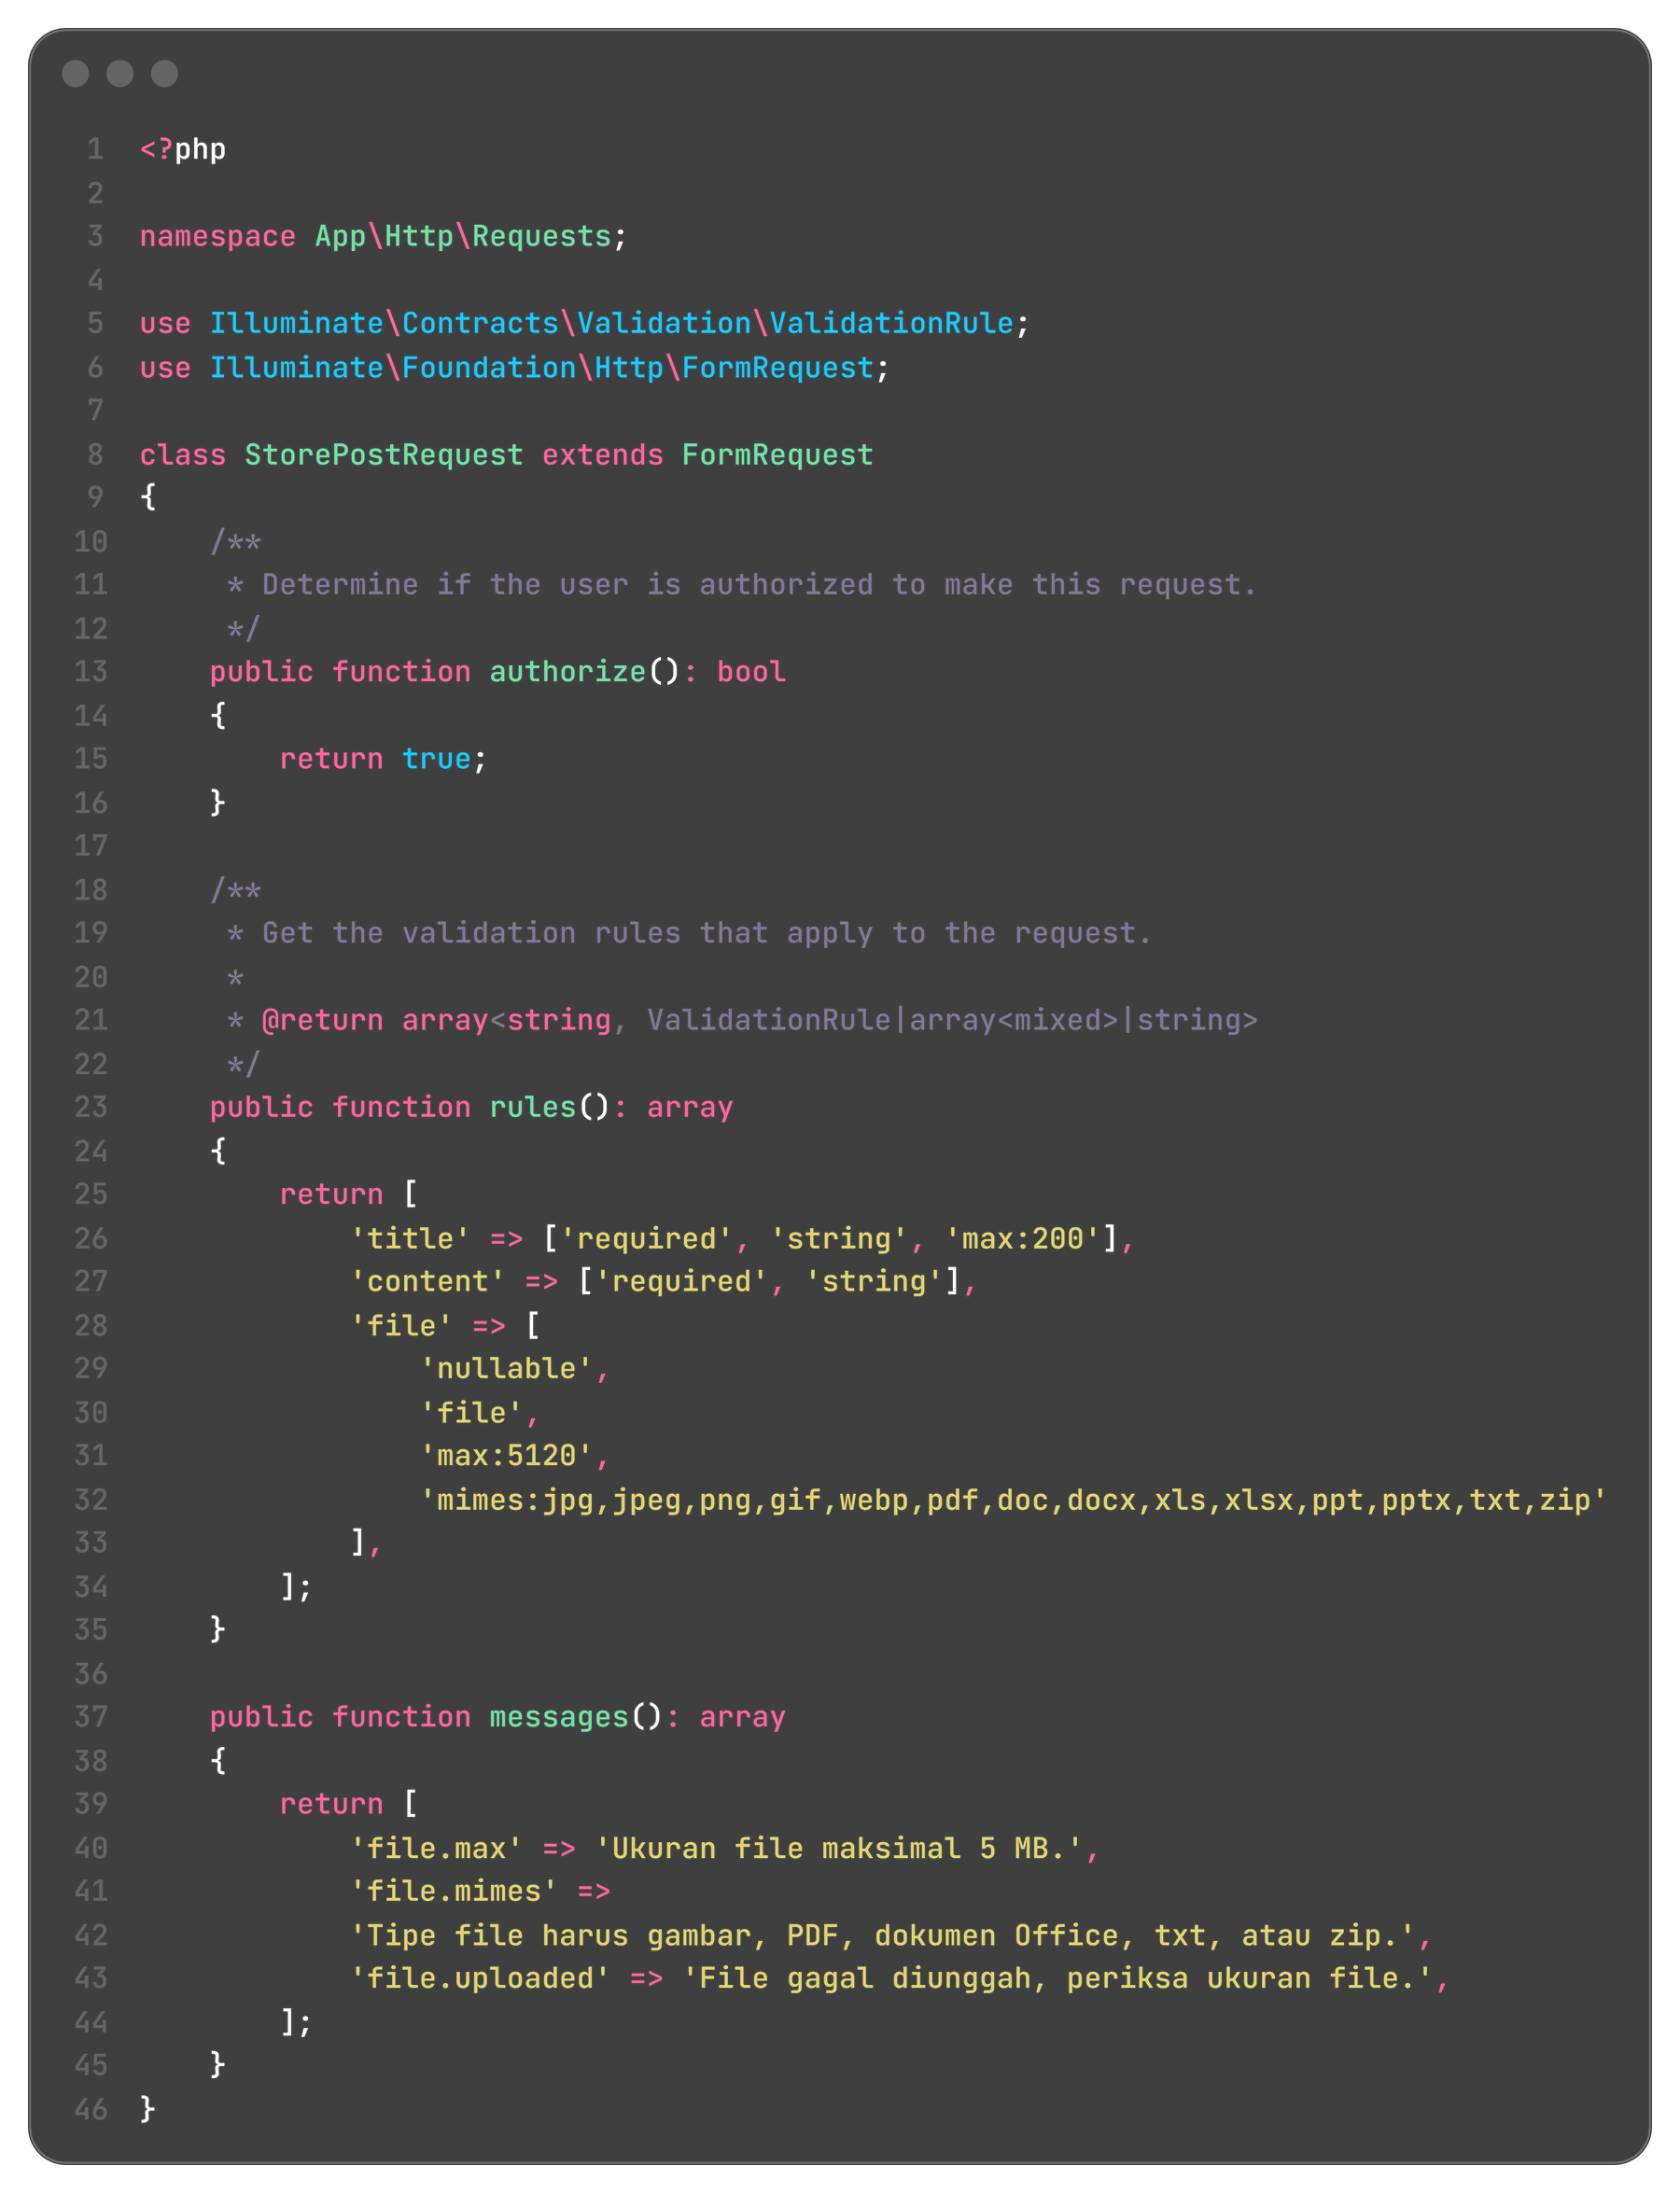 1 <?php
2
3 namespace App\Http\Requests;
4
5 use Illuminate\Contracts\Validation\ValidationRule;
6 use Illuminate\Foundation\Http\FormRequest;
7
8 class StorePostRequest extends FormRequest
9 {
10     /**
11      * Determine if the user is authorized to make this request.
12      */
13     public function authorize(): bool
14     {
15         return true;
16     }
17
18     /**
19      * Get the validation rules that apply to the request.
20      *
21      * @return array<string, ValidationRule|array<mixed>|string>
22      */
23     public function rules(): array
24     {
25         return [
26             'title' => ['required', 'string', 'max:200'],
27             'content' => ['required', 'string'],
28             'file' => [
29                 'nullable',
30                 'file',
31                 'max:5120',
32                 'mimes:jpg,jpeg,png,gif,webp,pdf,doc,docx,xls,xlsx,ppt,pptx,txt,zip'
33             ],
34         ];
35     }
36
37     public function messages(): array
38     {
39         return [
40             'file.max' => 'Ukuran file maksimal 5 MB.',
41             'file.mimes' =>
42             'Tipe file harus gambar, PDF, dokumen Office, txt, atau zip.',
43             'file.uploaded' => 'File gagal diunggah, periksa ukuran file.',
44         ];
45     }
46 }